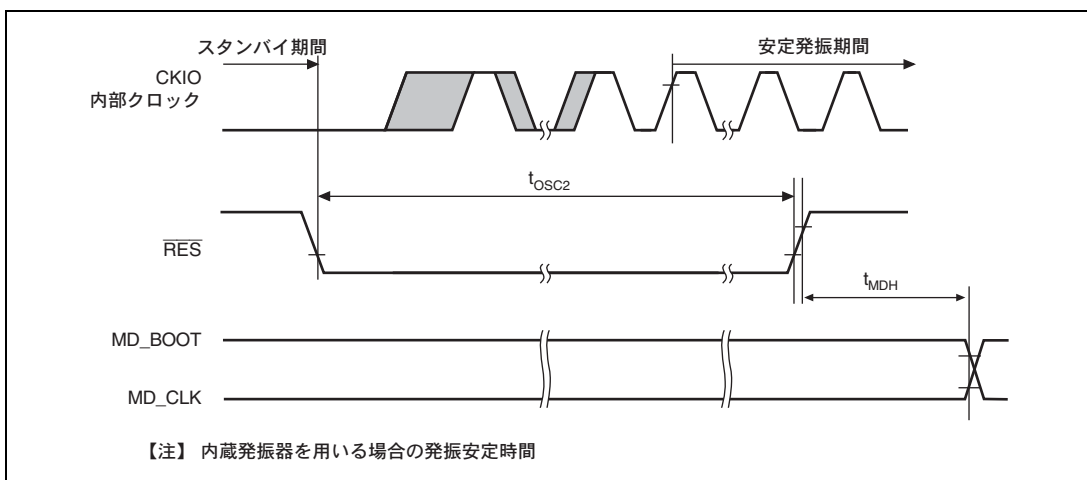 スタンバイ期間
安定発振期間
CKIO
内部クロック
tOSC2
RES
tMDH
MD_BOOT
MD_CLK
【注】 内蔵発振器を用いる場合の発振安定時間